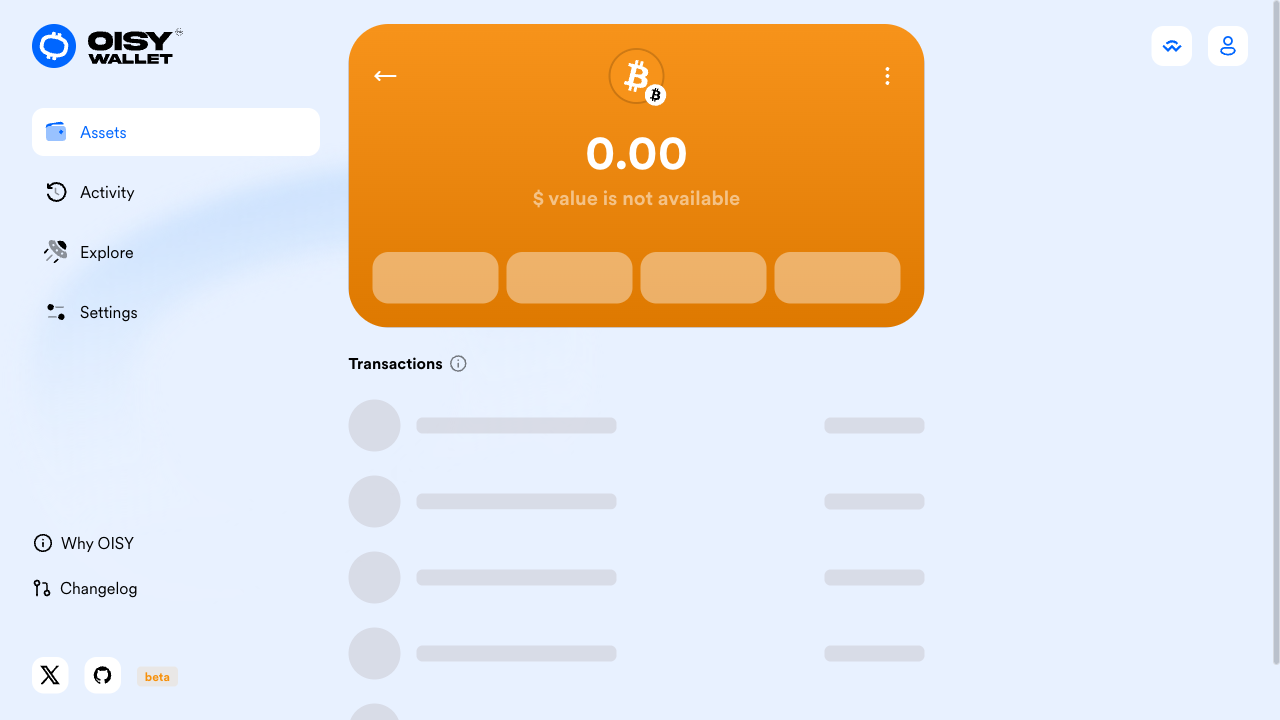 OISY
WALLET
Assets
Activity
Explore
Settings
Why OISY
Changelog
beta
0.00
$ value is not available
Transactions